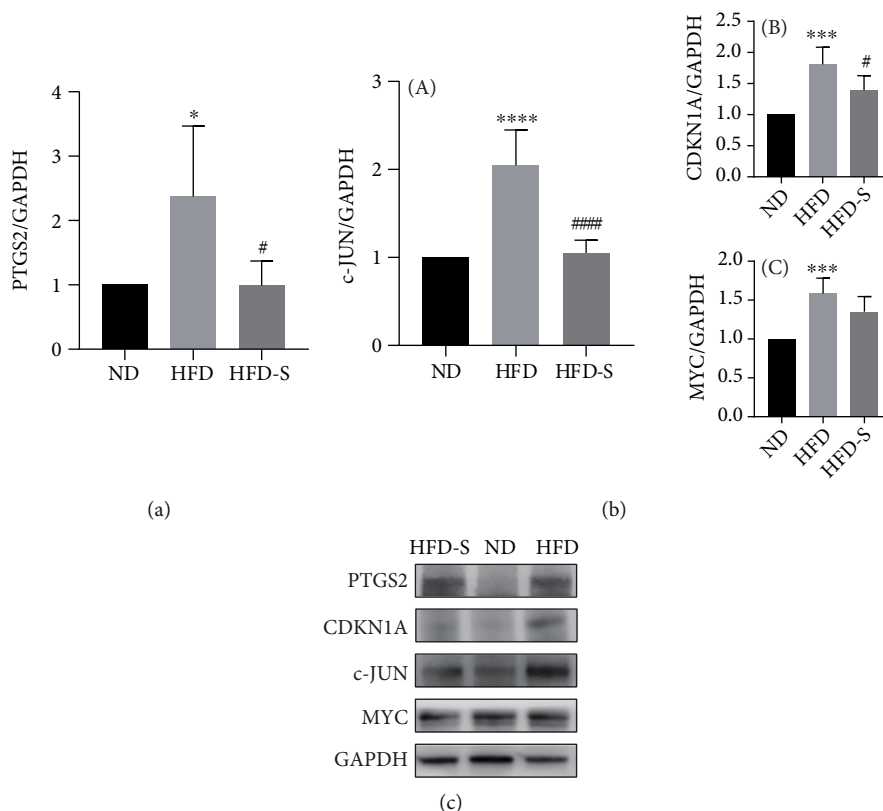 PTGS2/GAPDH
4
3
2
1
0
*
#
ND HFD HFD-S
(a)
(A)
c-JUN/GAPDH
3
2
1
0
****
####
ND HFD HFD-S
(B)
CDKN1A/GAPDH
2.5
2.0
1.5
1.0
0.5
0.0
***
#
ND HFD HFD-S
(C)
MYC/GAPDH
2.0
1.5
1.0
0.5
0.0
***
ND HFD HFD-S
(b)
HFD-S ND HFD
PTGS2
CDKN1A
c-JUN
MYC
GAPDH
(c)